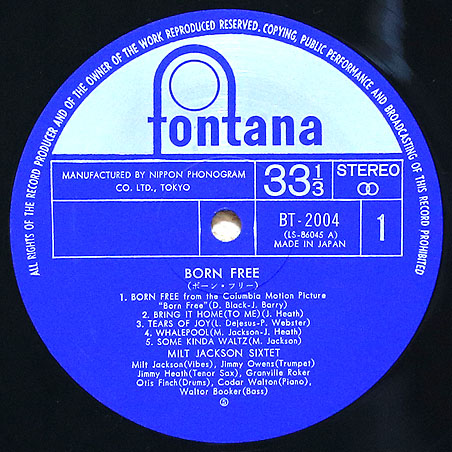 ALL RIGHTS OF THE RECORD PRODUCER AND OF THE OWNER OF THE WORK REPRODUCED RESERVED. COPYING, PUBLIC PERFORMANCE AND BROADCASTING OF THIS RECORD PROHIBITED
fontana
MANUFACTURED BY NIPPON PHONOGRAM
CO. LTD., TOKYO
33 1/3
STEREO
BT-2004
(LS-86045 A)
MADE IN JAPAN
1
BORN FREE
(ボーン・フリー)
1. BORN FREE from the Columbia Motion Picture
"Born Free"(D. Black-J. Barry)
2. BRING IT HOME(TO ME)(J. Heath)
3. TEARS OF JOY(L. Dejesus-P. Webster)
4. WHALEPOOL(M. Jackson-J. Heath)
5. SOME KINDA WALTZ(M. Jackson)
MILT JACKSON SIXTET
Milt Jackson(Vibes), Jimmy Owens(Trumpet)
Jimmy Heath(Tenor Sax), Granville Roker
Otis Finch(Drums), Codar Walton(Piano),
Waltor Booker(Bass)